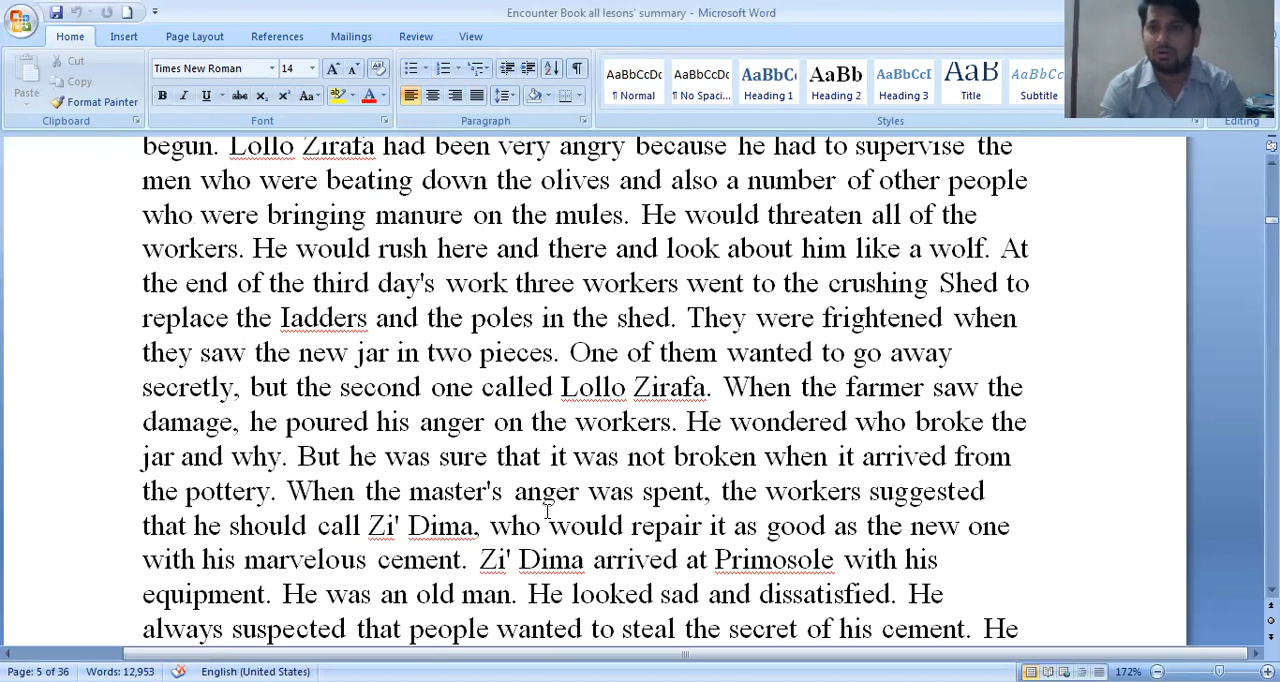 Encounter Book all lesons' summary - Microsoft Word
Home Insert Page Layout References Mailings Review View
Paste
Cut
Copy
Format Painter
Clipboard
Times New Roman 14
Font
Paragraph
AaBbCcDc AaBbCcDc AaBbC AaBb AaBbCcI AaB AaBbCcI
¶ Normal ¶ No Spaci... Heading 1 Heading 2 Heading 3 Title Subtitle
Styles
Editing
begun. Lollo Zirafa had been very angry because he had to supervise the
men who were beating down the olives and also a number of other people
who were bringing manure on the mules. He would threaten all of the
workers. He would rush here and there and look about him like a wolf. At
the end of the third day's work three workers went to the crushing Shed to
replace the Iadders and the poles in the shed. They were frightened when
they saw the new jar in two pieces. One of them wanted to go away
secretly, but the second one called Lollo Zirafa. When the farmer saw the
damage, he poured his anger on the workers. He wondered who broke the
jar and why. But he was sure that it was not broken when it arrived from
the pottery. When the master's anger was spent, the workers suggested
that he should call Zi' Dima, who would repair it as good as the new one
with his marvelous cement. Zi' Dima arrived at Primosole with his
equipment. He was an old man. He looked sad and dissatisfied. He
always suspected that people wanted to steal the secret of his cement. He
Page: 5 of 36 Words: 12,953 English (United States) 172%